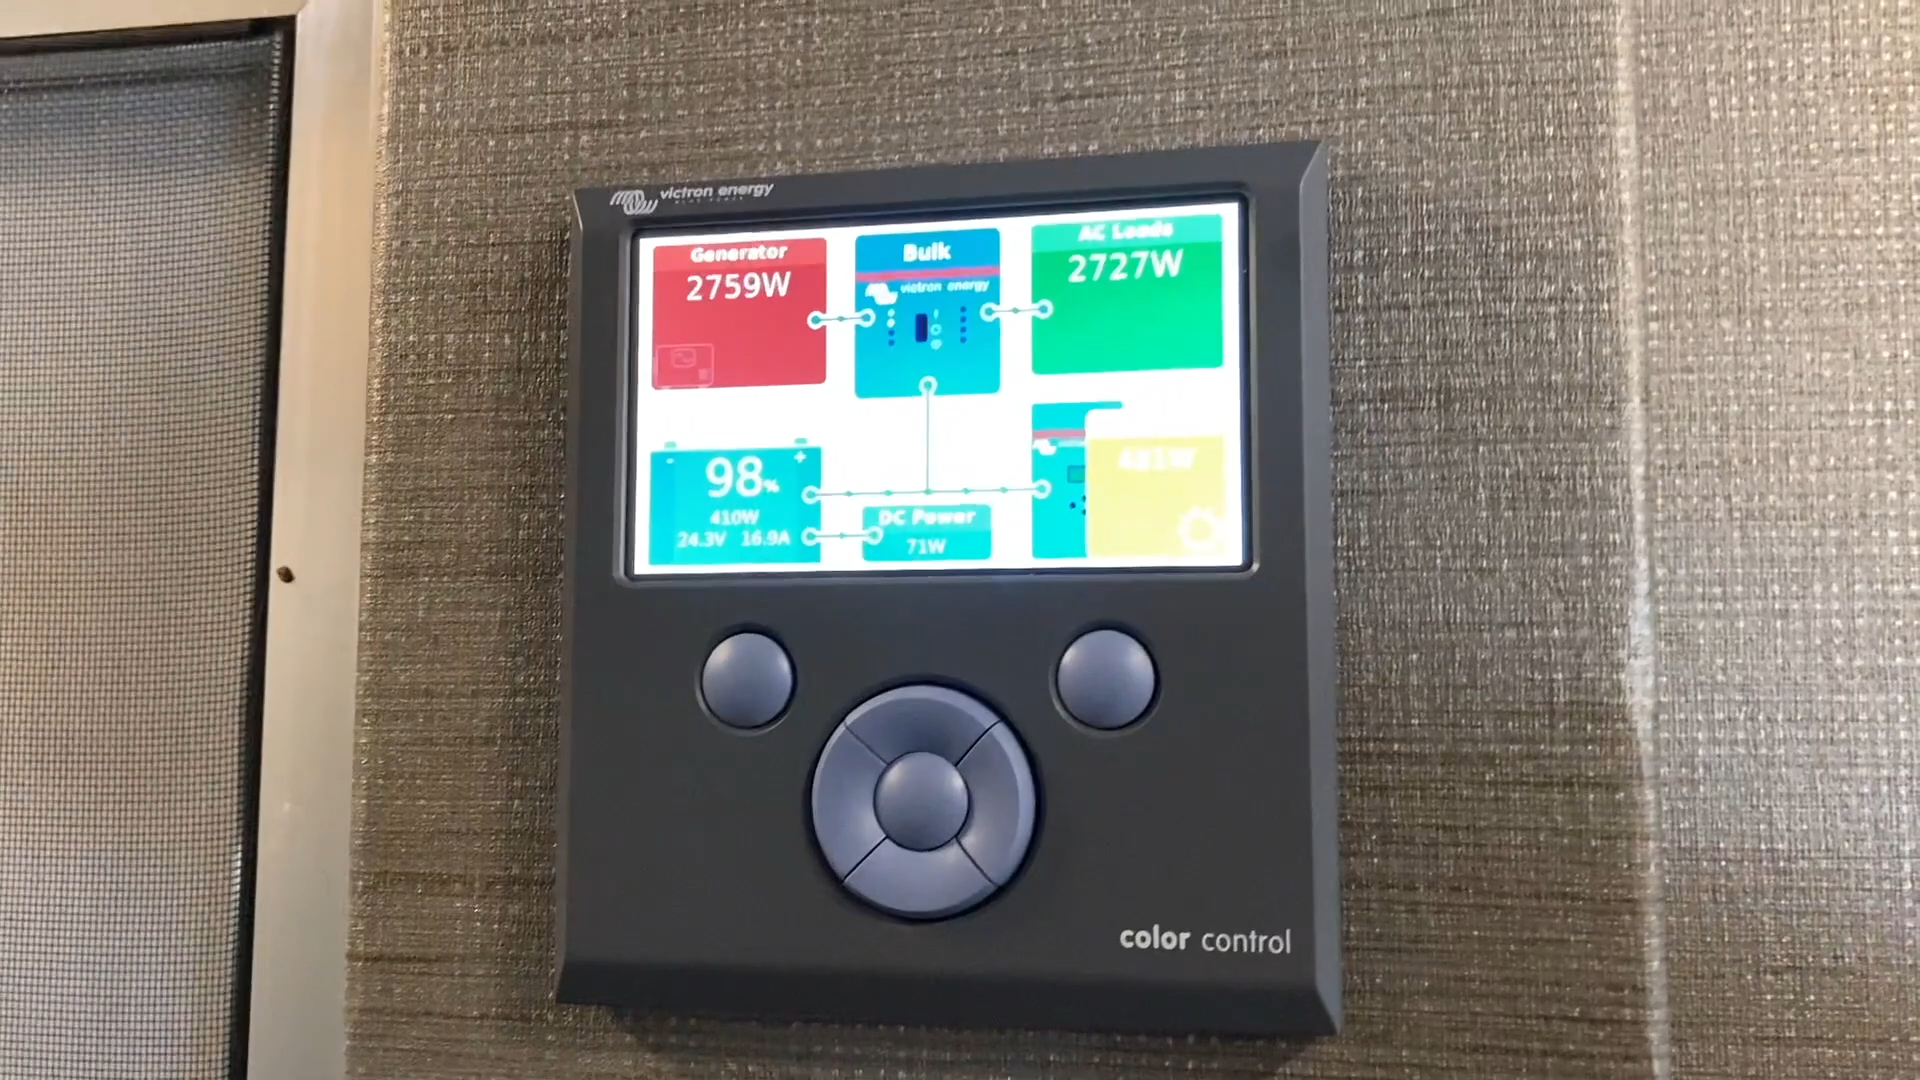 victron energy
Generator
2759W
Bulk
victron energy
AC Loads
2727W
98%
410W
24.3V 16.9A
DC Power
71W
481W
color control